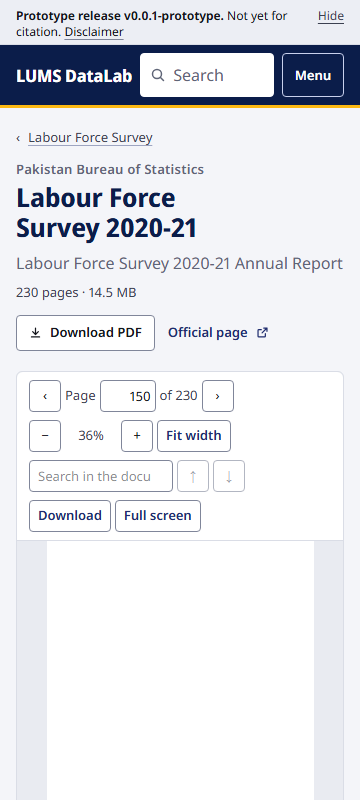 Prototype release v0.0.1-prototype. Not yet for citation. Disclaimer
Hide
LUMS DataLab
Search
Menu
‹ Labour Force Survey
Pakistan Bureau of Statistics
Labour Force
Survey 2020-21
Labour Force Survey 2020-21 Annual Report
230 pages · 14.5 MB
Download PDF
Official page
‹ Page 150 of 230 ›
− 36% + Fit width
Search in the docu ↑ ↓
Download Full screen